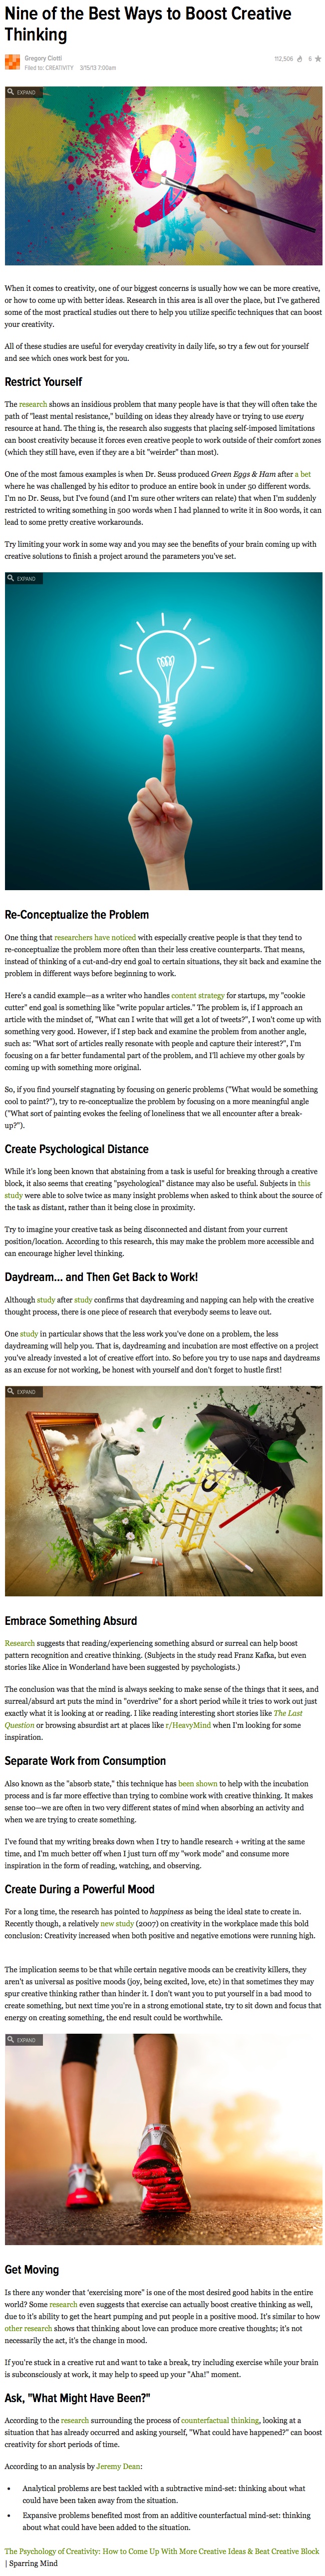 Nine of the Best Ways to Boost Creative
Thinking
Gregory Ciotti
112,506 6
Filed to: CREATIVITY 3/15/13 7:00am
EXPAND
When it comes to creativity, one of our biggest concerns is usually how we can be more creative,
or how to come up with better ideas. Research in this area is all over the place, but I've gathered
some of the most practical studies out there to help you utilize specific techniques that can boost
your creativity.
All of these studies are useful for everyday creativity in daily life, so try a few out for yourself
and see which ones work best for you.
Restrict Yourself
The research shows an insidious problem that many people have is that they will often take the
path of "least mental resistance," building on ideas they already have or trying to use every
resource at hand. The thing is, the research also suggests that placing self-imposed limitations
can boost creativity because it forces even creative people to work outside of their comfort zones
(which they still have, even if they are a bit "weirder" than most).
One of the most famous examples is when Dr. Seuss produced Green Eggs & Ham after a bet
where he was challenged by his editor to produce an entire book in under 50 different words.
I'm no Dr. Seuss, but I've found (and I'm sure other writers can relate) that when I'm suddenly
restricted to writing something in 500 words when I had planned to write it in 800 words, it can
lead to some pretty creative workarounds.
Try limiting your work in some way and you may see the benefits of your brain coming up with
creative solutions to finish a project around the parameters you've set.
EXPAND
Re-Conceptualize the Problem
One thing that researchers have noticed with especially creative people is that they tend to
re-conceptualize the problem more often than their less creative counterparts. That means,
instead of thinking of a cut-and-dry end goal to certain situations, they sit back and examine the
problem in different ways before beginning to work.
Here's a candid example—as a writer who handles content strategy for startups, my "cookie
cutter" end goal is something like "write popular articles." The problem is, if I approach an
article with the mindset of, "What can I write that will get a lot of tweets?", I won't come up with
something very good. However, if I step back and examine the problem from another angle,
such as: "What sort of articles really resonate with people and capture their interest?", I'm
focusing on a far better fundamental part of the problem, and I'll achieve my other goals by
coming up with something more original.
So, if you find yourself stagnating by focusing on generic problems ("What would be something
cool to paint?"), try to re-conceptualize the problem by focusing on a more meaningful angle
("What sort of painting evokes the feeling of loneliness that we all encounter after a break-
up?").
Create Psychological Distance
While it's long been known that abstaining from a task is useful for breaking through a creative
block, it also seems that creating "psychological" distance may also be useful. Subjects in this
study were able to solve twice as many insight problems when asked to think about the source of
the task as distant, rather than it being close in proximity.
Try to imagine your creative task as being disconnected and distant from your current
position/location. According to this research, this may make the problem more accessible and
can encourage higher level thinking.
Daydream... and Then Get Back to Work!
Although study after study confirms that daydreaming and napping can help with the creative
thought process, there is one piece of research that everybody seems to leave out.
One study in particular shows that the less work you've done on a problem, the less
daydreaming will help you. That is, daydreaming and incubation are most effective on a project
you've already invested a lot of creative effort into. So before you try to use naps and daydreams
as an excuse for not working, be honest with yourself and don't forget to hustle first!
EXPAND
Embrace Something Absurd
Research suggests that reading/experiencing something absurd or surreal can help boost
pattern recognition and creative thinking. (Subjects in the study read Franz Kafka, but even
stories like Alice in Wonderland have been suggested by psychologists.)
The conclusion was that the mind is always seeking to make sense of the things that it sees, and
surreal/absurd art puts the mind in "overdrive" for a short period while it tries to work out just
exactly what it is looking at or reading. I like reading interesting short stories like The Last
Question or browsing absurdist art at places like r/HeavyMind when I'm looking for some
inspiration.
Separate Work from Consumption
Also known as the "absorb state," this technique has been shown to help with the incubation
process and is far more effective than trying to combine work with creative thinking. It makes
sense too—we are often in two very different states of mind when absorbing an activity and
when we are trying to create something.
I've found that my writing breaks down when I try to handle research + writing at the same
time, and I'm much better off when I just turn off my "work mode" and consume more
inspiration in the form of reading, watching, and observing.
Create During a Powerful Mood
For a long time, the research has pointed to happiness as being the ideal state to create in.
Recently though, a relatively new study (2007) on creativity in the workplace made this bold
conclusion: Creativity increased when both positive and negative emotions were running high.
The implication seems to be that while certain negative moods can be creativity killers, they
aren't as universal as positive moods (joy, being excited, love, etc) in that sometimes they may
spur creative thinking rather than hinder it. I don't want you to put yourself in a bad mood to
create something, but next time you're in a strong emotional state, try to sit down and focus that
energy on creating something, the end result could be worthwhile.
EXPAND
Get Moving
Is there any wonder that 'exercising more" is one of the most desired good habits in the entire
world? Some research even suggests that exercise can actually boost creative thinking as well,
due to it's ability to get the heart pumping and put people in a positive mood. It's similar to how
other research shows that thinking about love can produce more creative thoughts; it's not
necessarily the act, it's the change in mood.
If you're stuck in a creative rut and want to take a break, try including exercise while your brain
is subconsciously at work, it may help to speed up your "Aha!" moment.
Ask, "What Might Have Been?"
According to the research surrounding the process of counterfactual thinking, looking at a
situation that has already occurred and asking yourself, "What could have happened?" can boost
creativity for short periods of time.
According to an analysis by Jeremy Dean:
• Analytical problems are best tackled with a subtractive mind-set: thinking about what
could have been taken away from the situation.
• Expansive problems benefited most from an additive counterfactual mind-set: thinking
about what could have been added to the situation.
The Psychology of Creativity: How to Come Up With More Creative Ideas & Beat Creative Block
| Sparring Mind